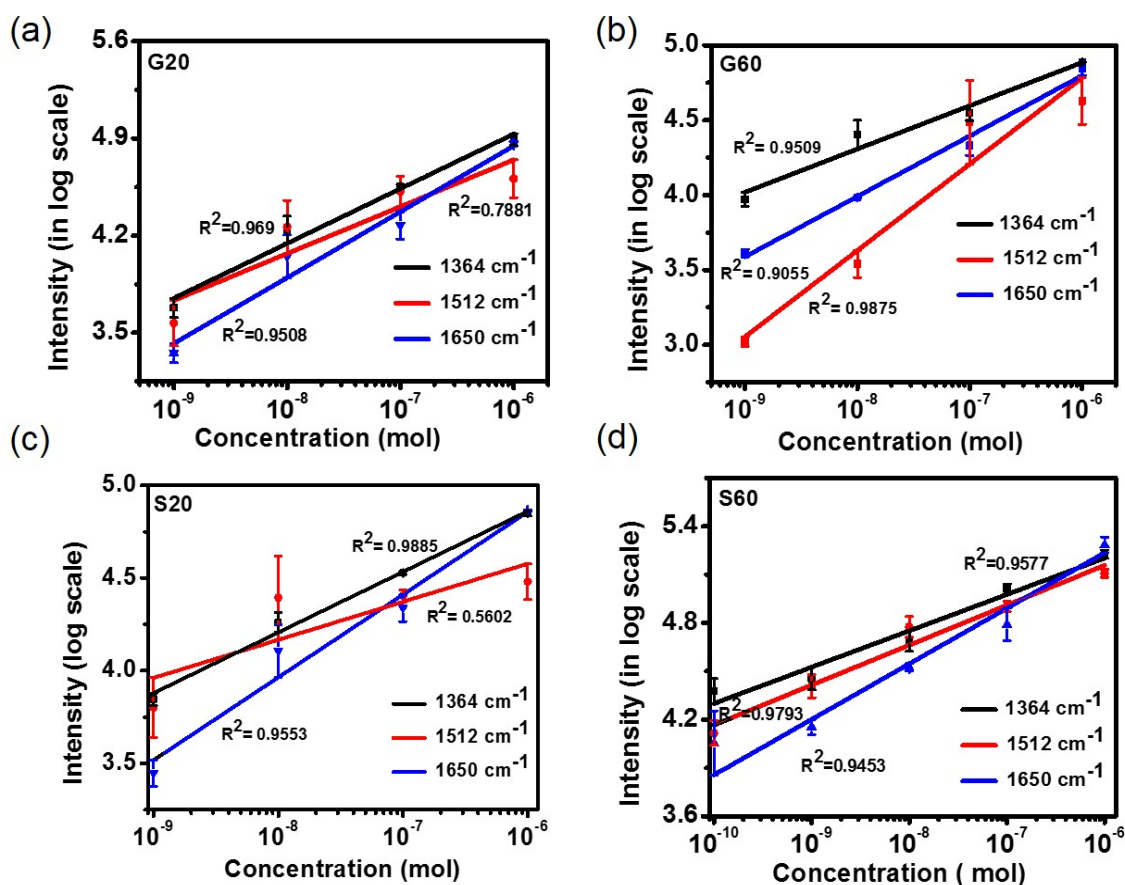 (a)
G20
5.6
4.9
4.2
3.5
Intensity (in log scale)
R²=0.969
R²=0.7881
R²=0.9508
1364 cm⁻¹
1512 cm⁻¹
1650 cm⁻¹
10⁻⁹
10⁻⁸
10⁻⁷
10⁻⁶
Concentration (mol)
(b)
G60
5.0
4.5
4.0
3.5
3.0
Intensity (in log scale)
R²= 0.9509
R²=0.9055
R²= 0.9875
1364 cm⁻¹
1512 cm⁻¹
1650 cm⁻¹
10⁻⁹
10⁻⁸
10⁻⁷
10⁻⁶
Concentration (mol)
(c)
S20
5.0
4.5
4.0
3.5
Intensity (log scale)
R²= 0.9885
R²= 0.5602
R²= 0.9553
1364 cm⁻¹
1512 cm⁻¹
1650 cm⁻¹
10⁻⁹
10⁻⁸
10⁻⁷
10⁻⁶
Concentration (mol)
(d)
S60
5.4
4.8
4.2
3.6
Intensity (in log scale)
R²= 0.9577
R²=0.9793
R²=0.9453
1364 cm⁻¹
1512 cm⁻¹
1650 cm⁻¹
10⁻¹⁰
10⁻⁹
10⁻⁸
10⁻⁷
10⁻⁶
Concentration ( mol)